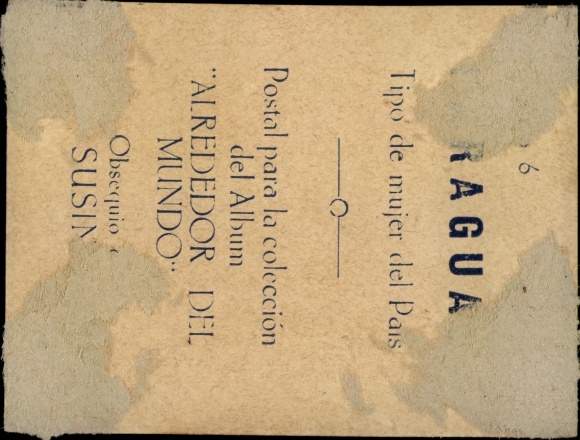 6
RAGUA
Tipo de mujer del País
Postal para la colección
del Album
"ALREDEDOR DEL
MUNDO"
Obsequio
SUSIN